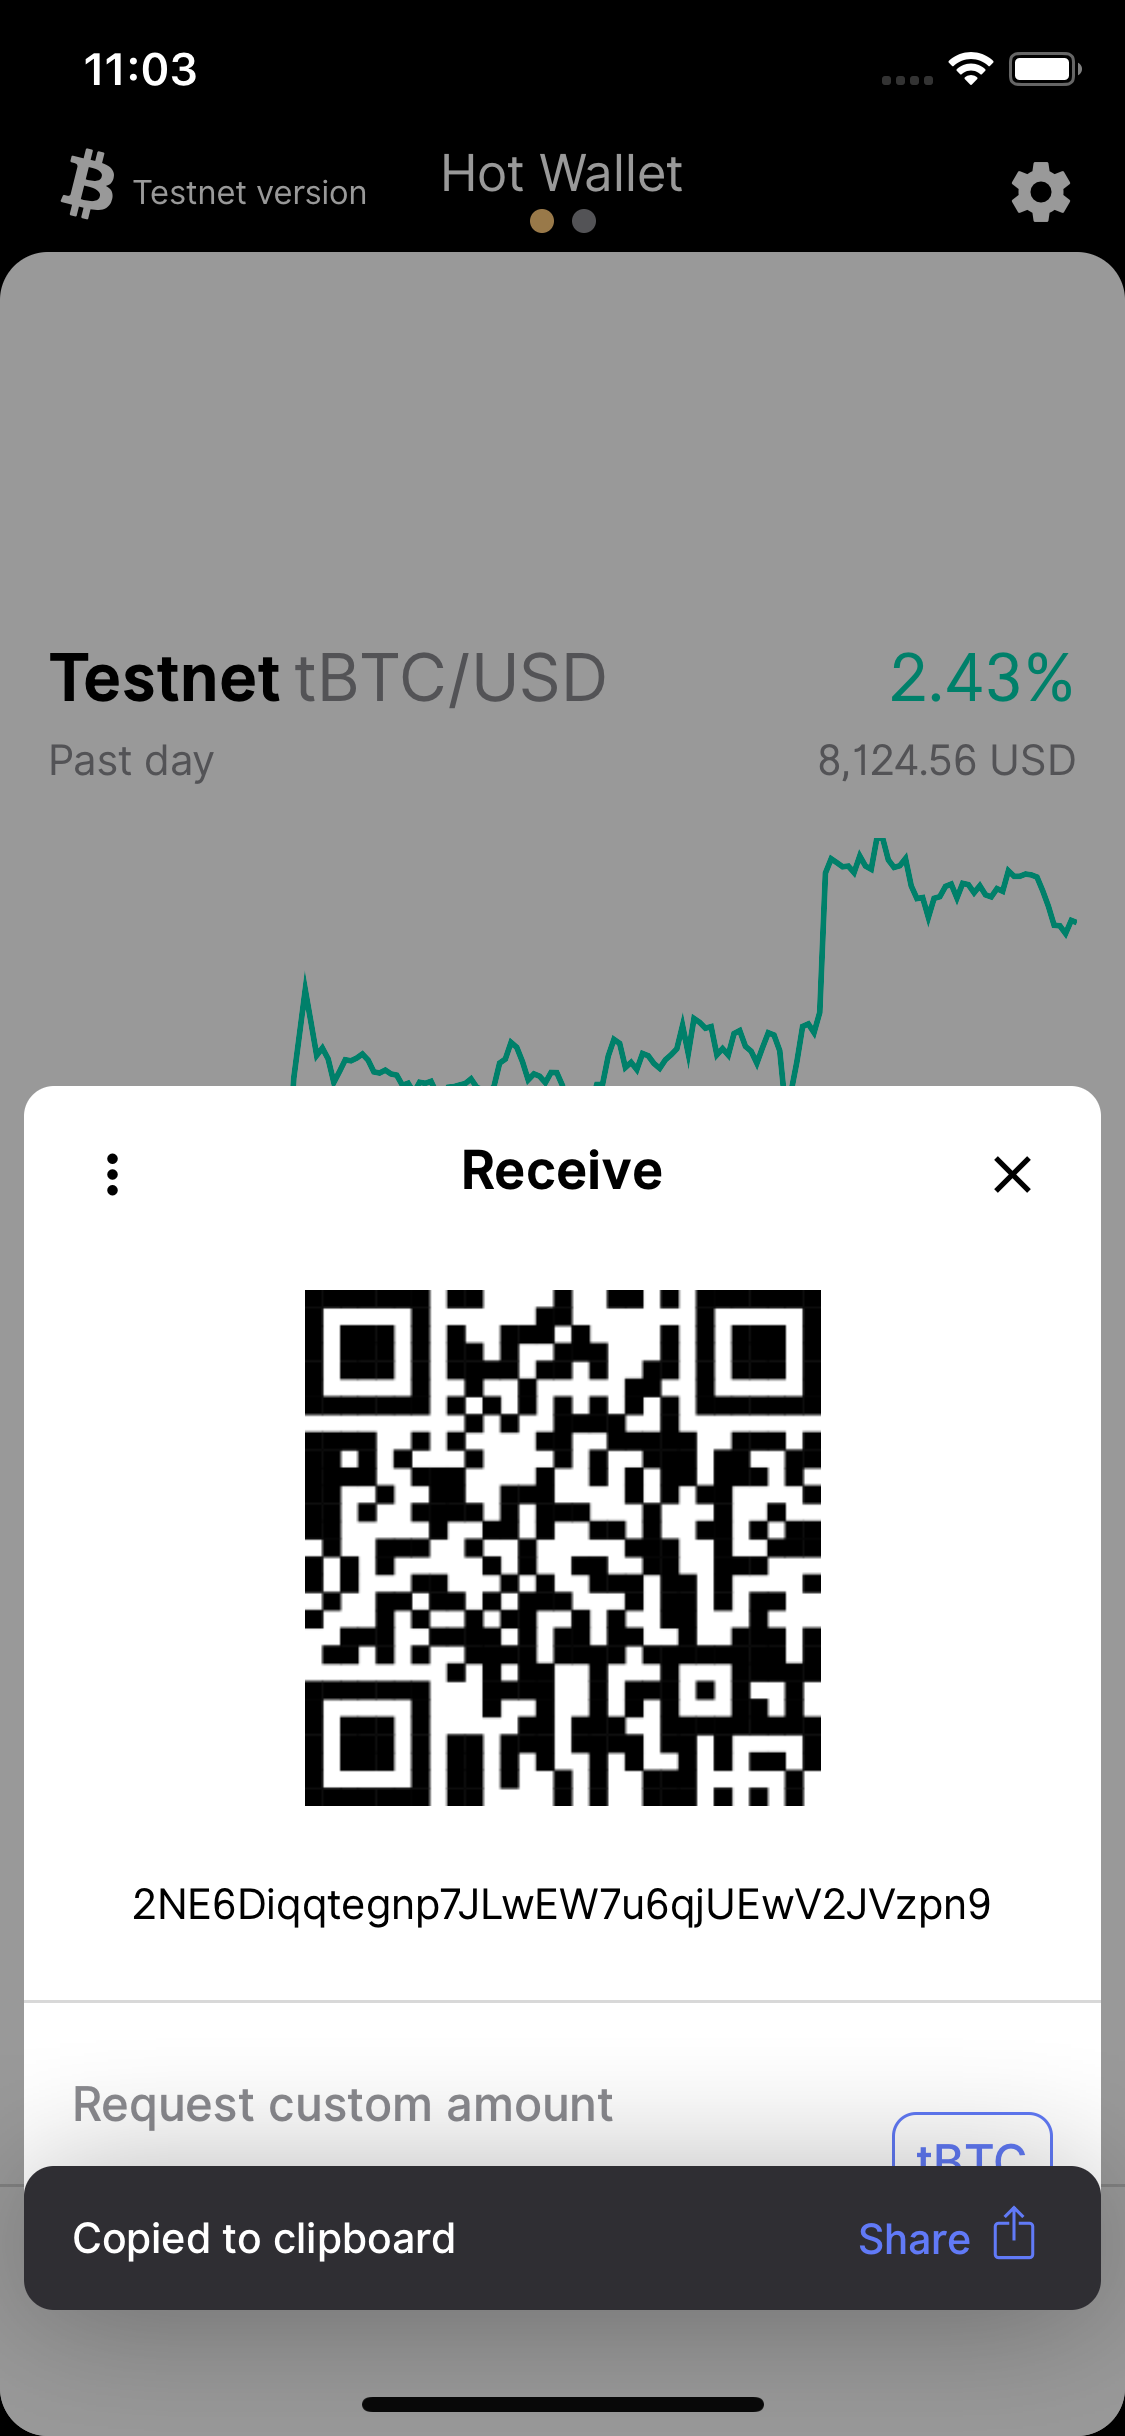 11:03
Testnet version
Hot Wallet
Testnet tBTC/USD
2.43%
Past day
8,124.56 USD
Receive
2NE6Diqqtegnp7JLwEW7u6qjUEwV2JVzpn9
Request custom amount
tBTC
Copied to clipboard
Share